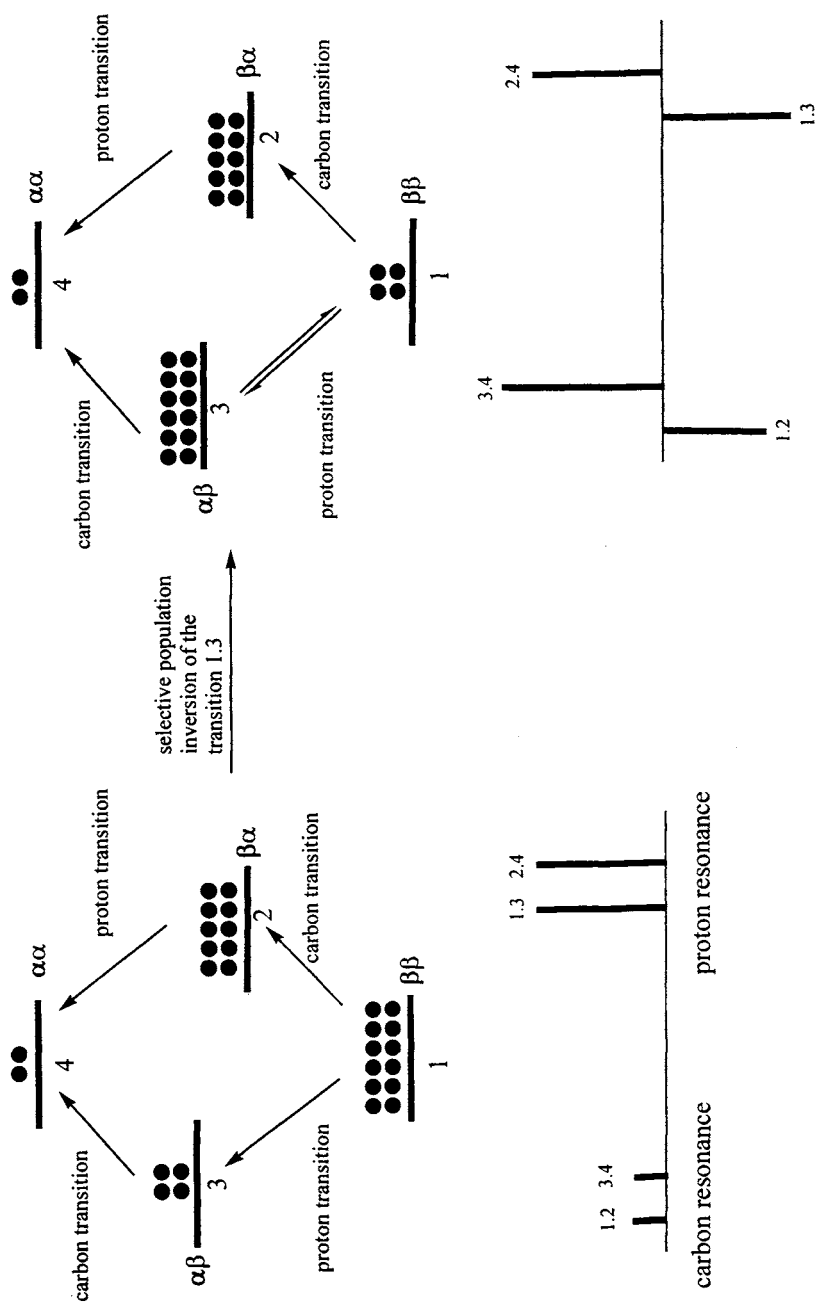 αα
4
carbon transition
proton transition
αβ
3
βα
2
proton transition
carbon transition
ββ
1
selective population
inversion of the
transition 1.3
αα
4
carbon transition
proton transition
αβ
3
βα
2
proton transition
carbon transition
ββ
1
1.2
3.4
1.3
2.4
carbon resonance
proton resonance
3.4
2.4
1.2
1.3